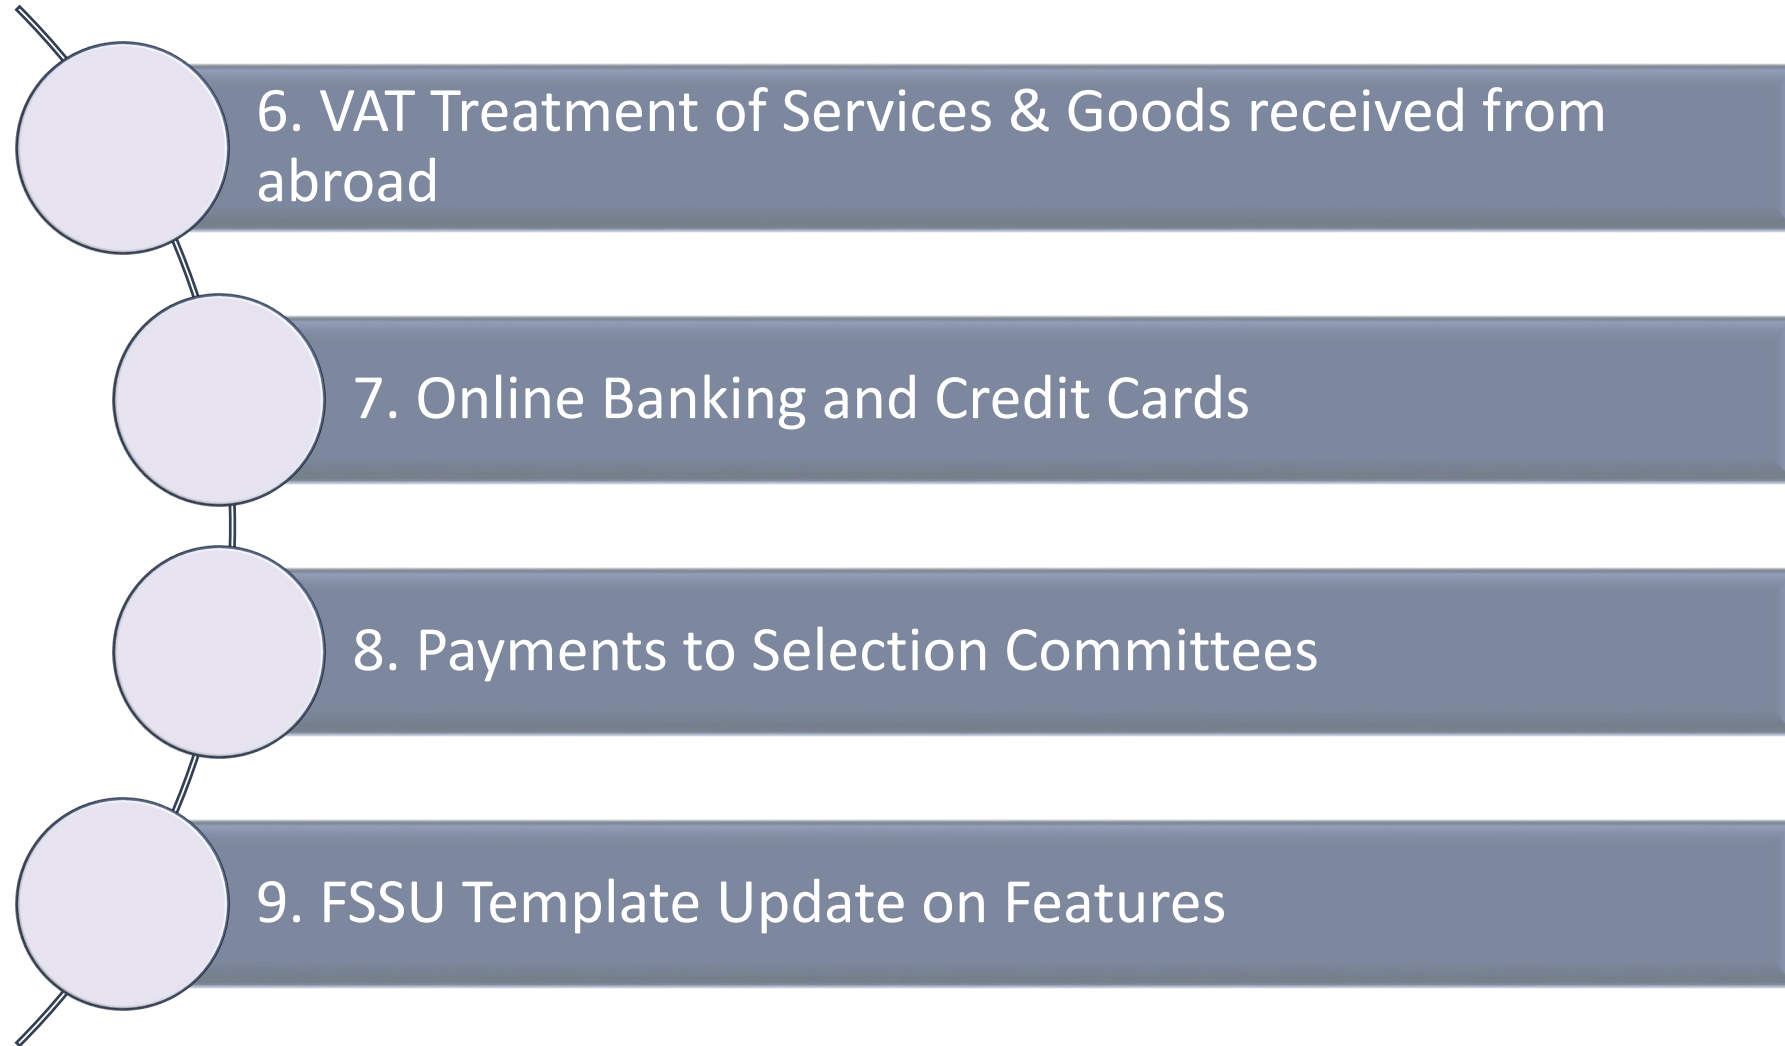 6. VAT Treatment of Services & Goods received from
abroad
7. Online Banking and Credit Cards
8. Payments to Selection Committees
9. FSSU Template Update on Features